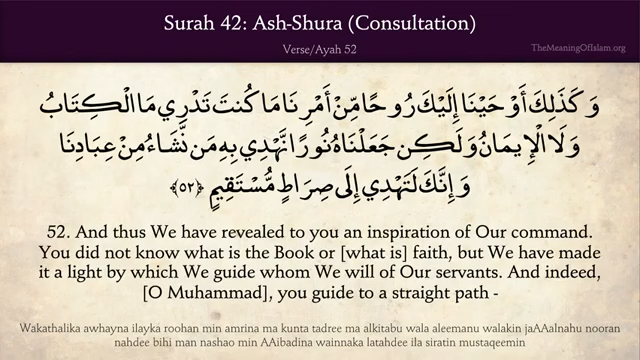 Surah 42: Ash-Shura (Consultation)
Verse/Ayah 52
TheMeaningOfIslam.org
وَكَذَٰلِكَ أَوْحَيْنَا إِلَيْكَ رُوحًا مِّنْ أَمْرِنَا مَا كُنتَ تَدْرِي مَا الْكِتَابُ
وَلَا الْإِيمَانُ وَلَٰكِن جَعَلْنَاهُ نُورًا نَّهْدِي بِهِ مَن نَّشَاءُ مِنْ عِبَادِنَا
وَإِنَّكَ لَتَهْدِي إِلَىٰ صِرَاطٍ مُّسْتَقِيمٍ ﴿٥٢﴾
52. And thus We have revealed to you an inspiration of Our command.
You did not know what is the Book or [what is] faith, but We have made
it a light by which We guide whom We will of Our servants. And indeed,
[O Muhammad], you guide to a straight path -
Wakathalika awhayna ilayka roohan min amrina ma kunta tadree ma alkitabu wala aleemanu walakin jaAAalnahu nooran
nahdee bihi man nashao min AAibadina wainnaka latahdee ila siratin mustaqeemin